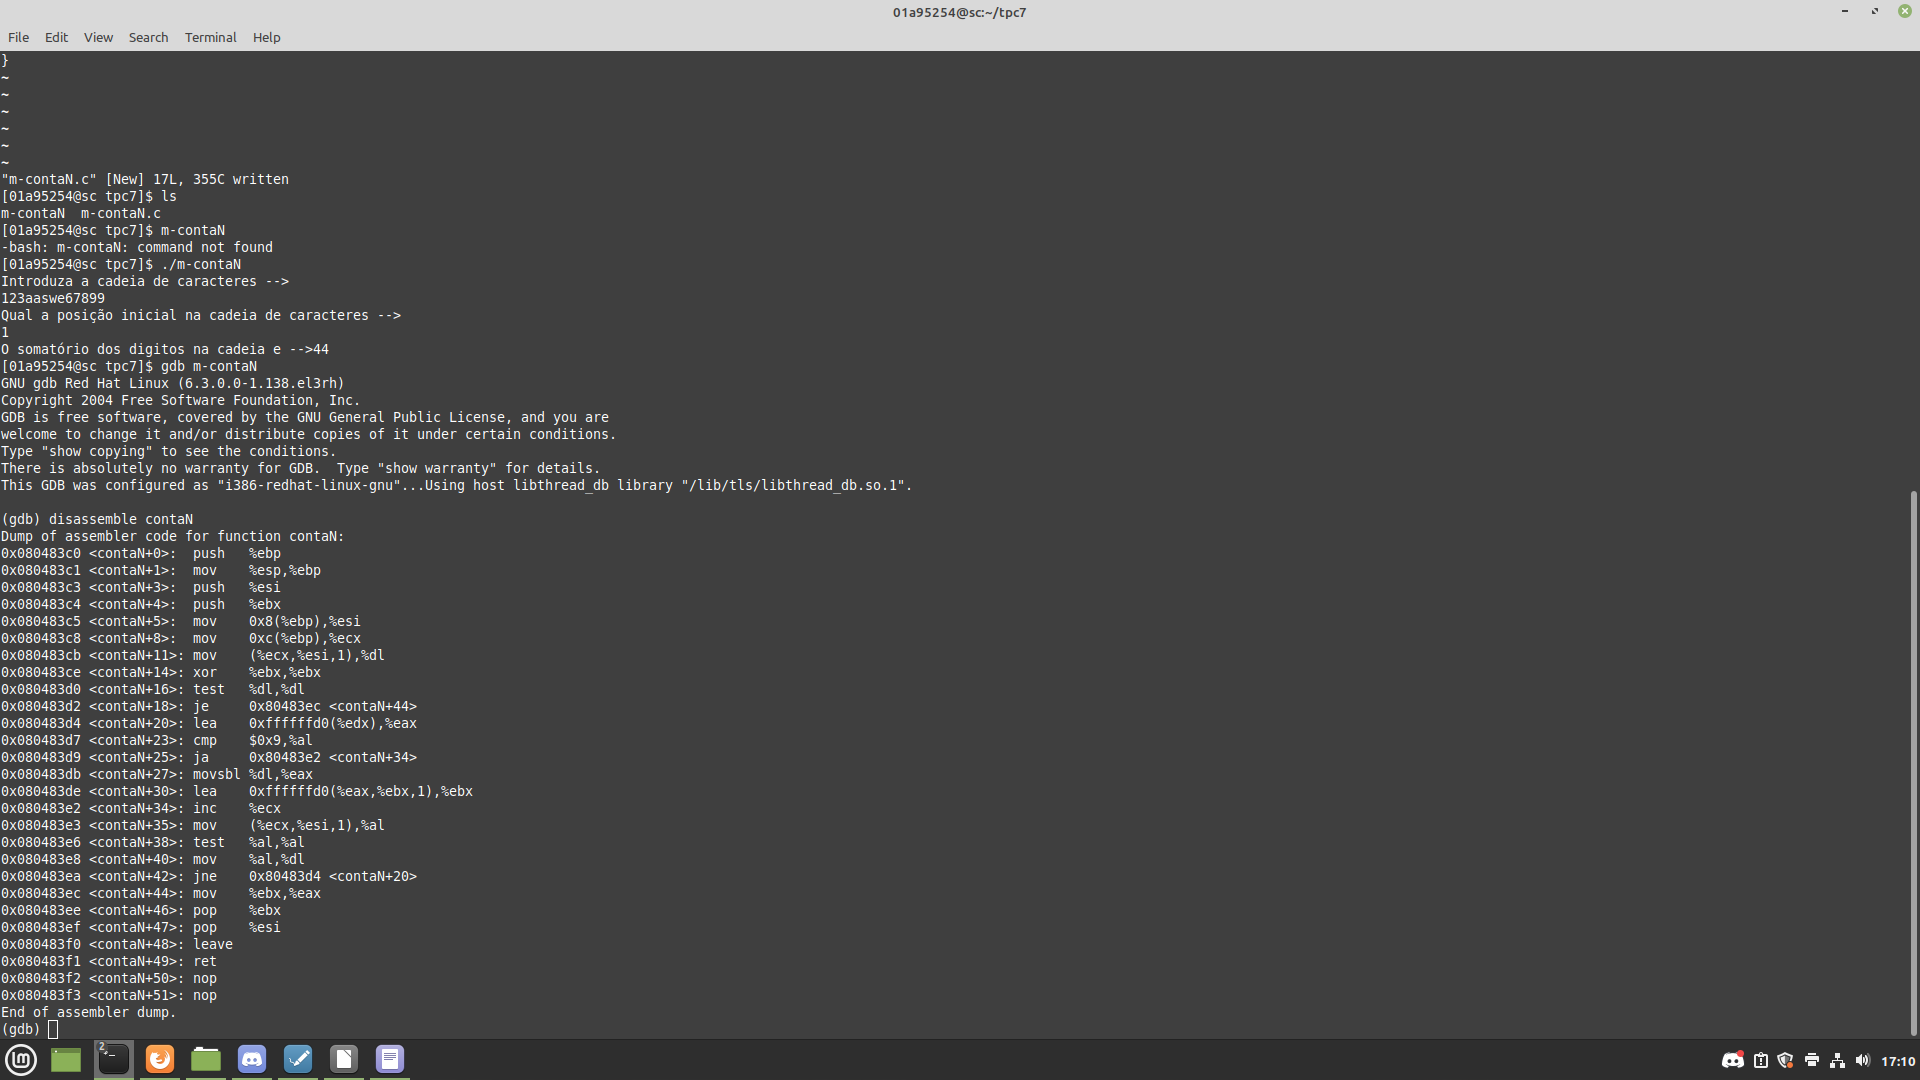 01a95254@sc:~/tpc7
File Edit View Search Terminal Help
}
~
~
~
~
~
~
"m-contaN.c" [New] 17L, 355C written
[01a95254@sc tpc7]$ ls
m-contaN  m-contaN.c
[01a95254@sc tpc7]$ m-contaN
-bash: m-contaN: command not found
[01a95254@sc tpc7]$ ./m-contaN
Introduza a cadeia de caracteres -->
123aaswe67899
Qual a posição inicial na cadeia de caracteres -->
1
O somatório dos digitos na cadeia e -->44
[01a95254@sc tpc7]$ gdb m-contaN
GNU gdb Red Hat Linux (6.3.0.0-1.138.el3rh)
Copyright 2004 Free Software Foundation, Inc.
GDB is free software, covered by the GNU General Public License, and you are
welcome to change it and/or distribute copies of it under certain conditions.
Type "show copying" to see the conditions.
There is absolutely no warranty for GDB.  Type "show warranty" for details.
This GDB was configured as "i386-redhat-linux-gnu"...Using host libthread_db library "/lib/tls/libthread_db.so.1".
(gdb) disassemble contaN
Dump of assembler code for function contaN:
0x080483c0 <contaN+0>:  push   %ebp
0x080483c1 <contaN+1>:  mov    %esp,%ebp
0x080483c3 <contaN+3>:  push   %esi
0x080483c4 <contaN+4>:  push   %ebx
0x080483c5 <contaN+5>:  mov    0x8(%ebp),%esi
0x080483c8 <contaN+8>:  mov    0xc(%ebp),%ecx
0x080483cb <contaN+11>: mov    (%ecx,%esi,1),%dl
0x080483ce <contaN+14>: xor    %ebx,%ebx
0x080483d0 <contaN+16>: test   %dl,%dl
0x080483d2 <contaN+18>: je     0x80483ec <contaN+44>
0x080483d4 <contaN+20>: lea    0xffffffd0(%edx),%eax
0x080483d7 <contaN+23>: cmp    $0x9,%al
0x080483d9 <contaN+25>: ja     0x80483e2 <contaN+34>
0x080483db <contaN+27>: movsbl %dl,%eax
0x080483de <contaN+30>: lea    0xffffffd0(%eax,%ebx,1),%ebx
0x080483e2 <contaN+34>: inc    %ecx
0x080483e3 <contaN+35>: mov    (%ecx,%esi,1),%al
0x080483e6 <contaN+38>: test   %al,%al
0x080483e8 <contaN+40>: mov    %al,%dl
0x080483ea <contaN+42>: jne    0x80483d4 <contaN+20>
0x080483ec <contaN+44>: mov    %ebx,%eax
0x080483ee <contaN+46>: pop    %ebx
0x080483ef <contaN+47>: pop    %esi
0x080483f0 <contaN+48>: leave
0x080483f1 <contaN+49>: ret
0x080483f2 <contaN+50>: nop
0x080483f3 <contaN+51>: nop
End of assembler dump.
(gdb)
2
17:10